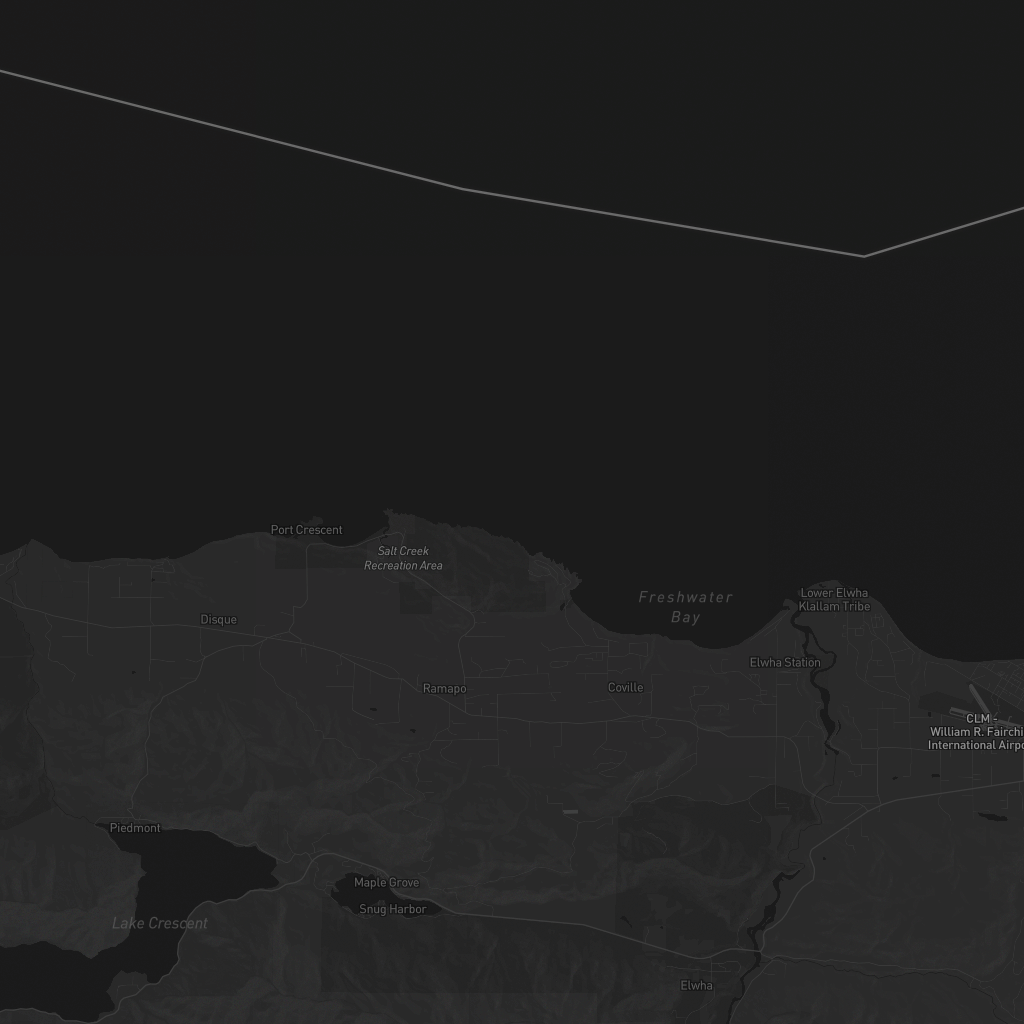 Port Crescent
Salt Creek
Recreation Area
Freshwater
Bay
Lower Elwha
Klallam Tribe
Disque
Elwha Station
Ramapo
Coville
CLM -
William R. Fairchi
International Airpo
Piedmont
Maple Grove
Snug Harbor
Lake Crescent
Elwha